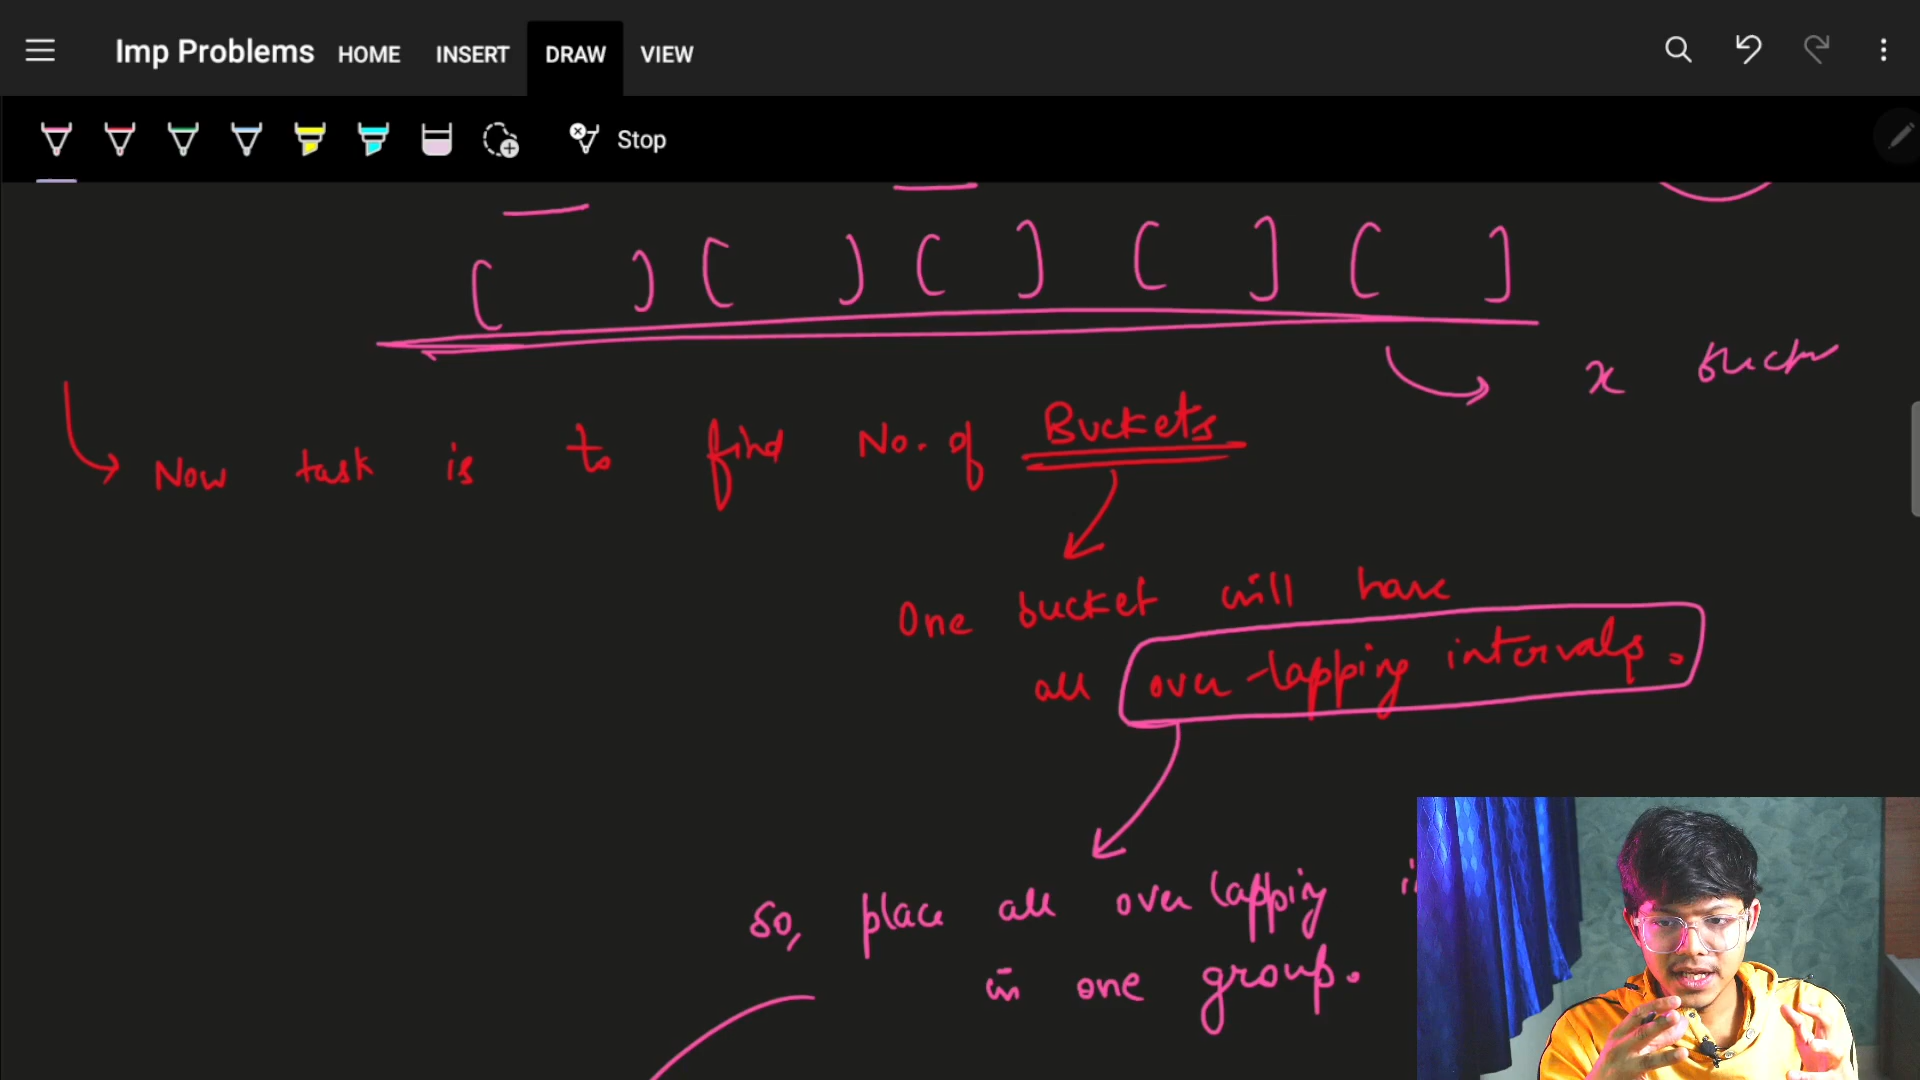 Imp Problems HOME INSERT DRAW VIEW
Stop
[ ] [ ] [ ] [ ] [ ]
x
Now task is to find No. of Buckets
One bucket will have
all over-lapping intervals.
So, place all over lapping
in one group.